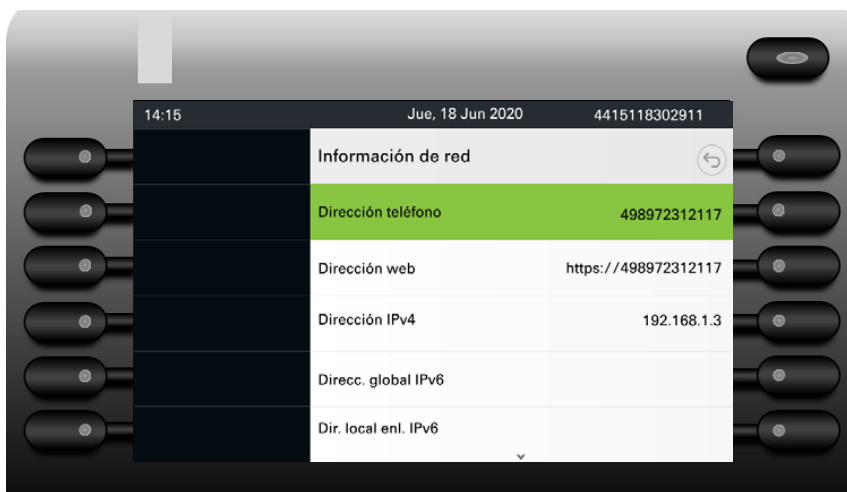 14:15 Jue, 18 Jun 2020 4415118302911
Información de red
Dirección teléfono 498972312117
Dirección web https://498972312117
Dirección IPv4 192.168.1.3
Direcc. global IPv6
Dir. local enl. IPv6